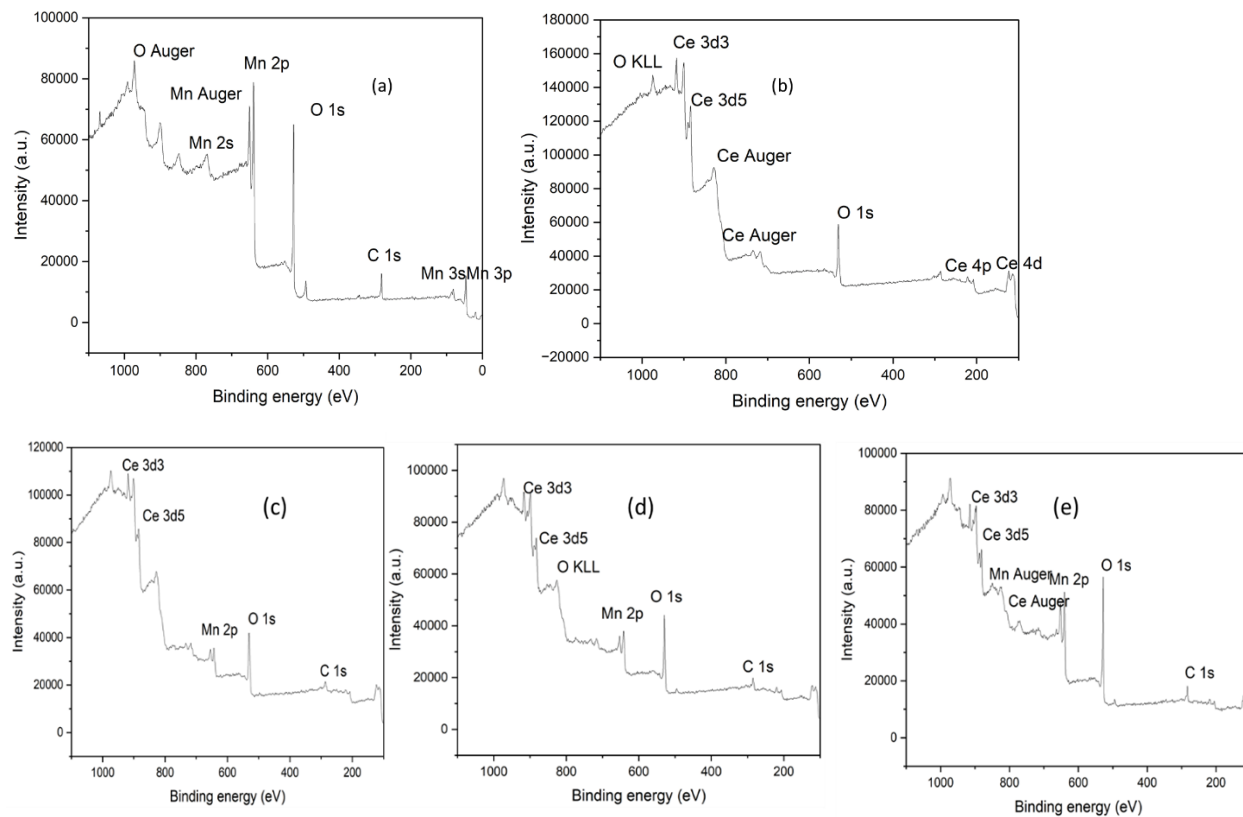 100000
80000
60000
40000
20000
0
Intensity (a.u.)
O Auger
Mn 2p
(a)
Mn Auger
O 1s
Mn 2s
C 1s
Mn 3s Mn 3p
1000 800 600 400 200 0
Binding energy (eV)
180000
160000
140000
120000
100000
80000
60000
40000
20000
0
−20000
Intensity (a.u.)
Ce 3d3
O KLL
(b)
Ce 3d5
Ce Auger
O 1s
Ce Auger
Ce 4p Ce 4d
1000 800 600 400 200
Binding energy (eV)
120000
100000
80000
60000
40000
20000
0
Intensity (a.u.)
Ce 3d3
(c)
Ce 3d5
O 1s
Mn 2p
C 1s
1000 800 600 400 200
Binding energy (eV)
100000
80000
60000
40000
20000
0
Intensity (a.u.)
Ce 3d3
(d)
Ce 3d5
O KLL
O 1s
Mn 2p
C 1s
1000 800 600 400 200
Binding energy (eV)
100000
80000
60000
40000
20000
0
Intensity (a.u.)
Ce 3d3
(e)
Ce 3d5
O 1s
Mn Auger Mn 2p
Ce Auger
C 1s
1000 800 600 400 200
Binding energy (eV)